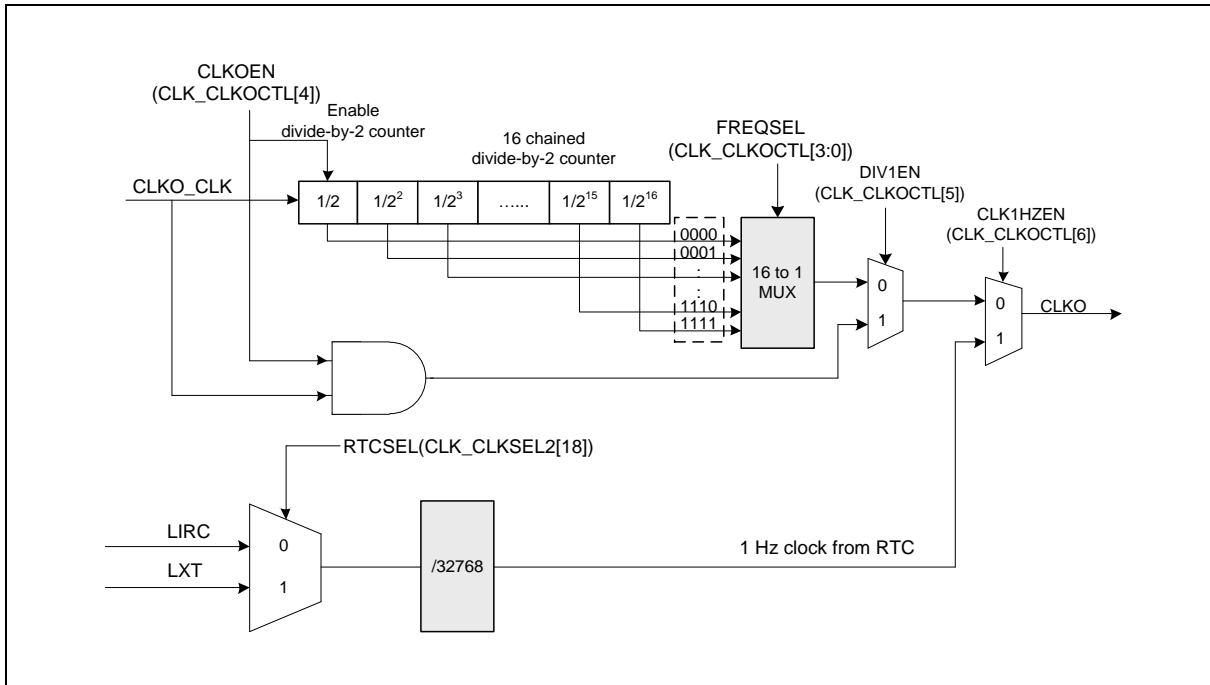 CLKOEN
(CLK_CLKOCTL[4])
Enable
divide-by-2 counter
16 chained
divide-by-2 counter
FREQSEL
(CLK_CLKOCTL[3:0])
DIV1EN
(CLK_CLKOCTL[5])
CLK1HZEN
(CLK_CLKOCTL[6])
CLKO_CLK
1/2 1/2² 1/2³ …... 1/2¹⁵ 1/2¹⁶
0000
0001
:
:
1110
1111
16 to 1
MUX
0
1
0
1
CLKO
RTCSEL(CLK_CLKSEL2[18])
LIRC
LXT
0
1
/32768
1 Hz clock from RTC